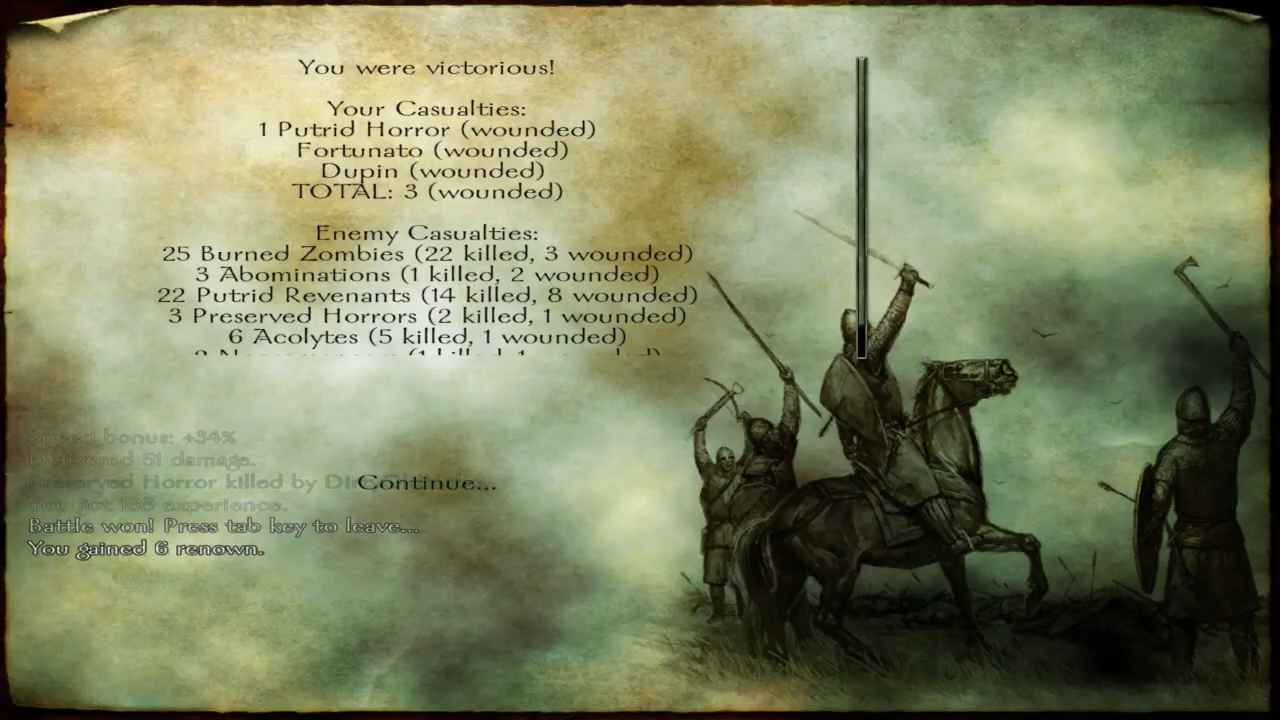 You were victorious!
Your Casualties:
1 Putrid Horror (wounded)
Fortunato (wounded)
Dupin (wounded)
TOTAL: 3 (wounded)
Enemy Casualties:
25 Burned Zombies (22 killed, 3 wounded)
3 Abominations (1 killed, 2 wounded)
22 Putrid Revenants (14 killed, 8 wounded)
3 Preserved Horrors (2 killed, 1 wounded)
6 Acolytes (5 killed, 1 wounded)
Speed bonus: +34%
Delivered 51 damage.
Preserved Horror killed by
Continue...
You got experience.
Battle won! Press tab key to leave...
You gained 6 renown.